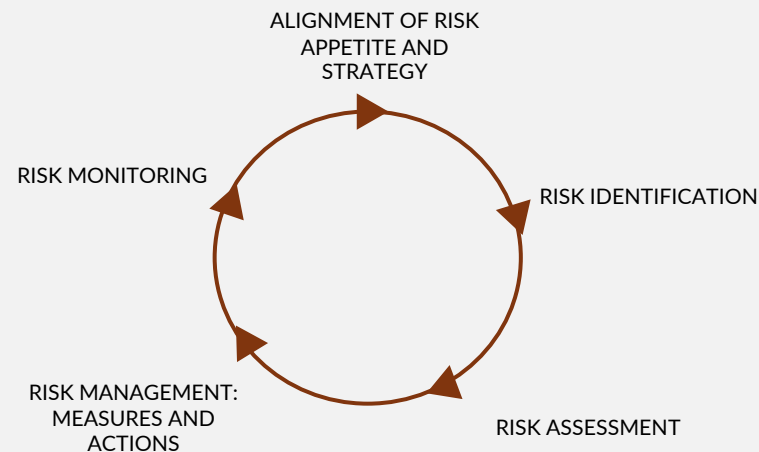 ALIGNMENT OF RISK
APPETITE AND
STRATEGY
RISK MONITORING
RISK IDENTIFICATION
RISK MANAGEMENT:
MEASURES AND
ACTIONS
RISK ASSESSMENT